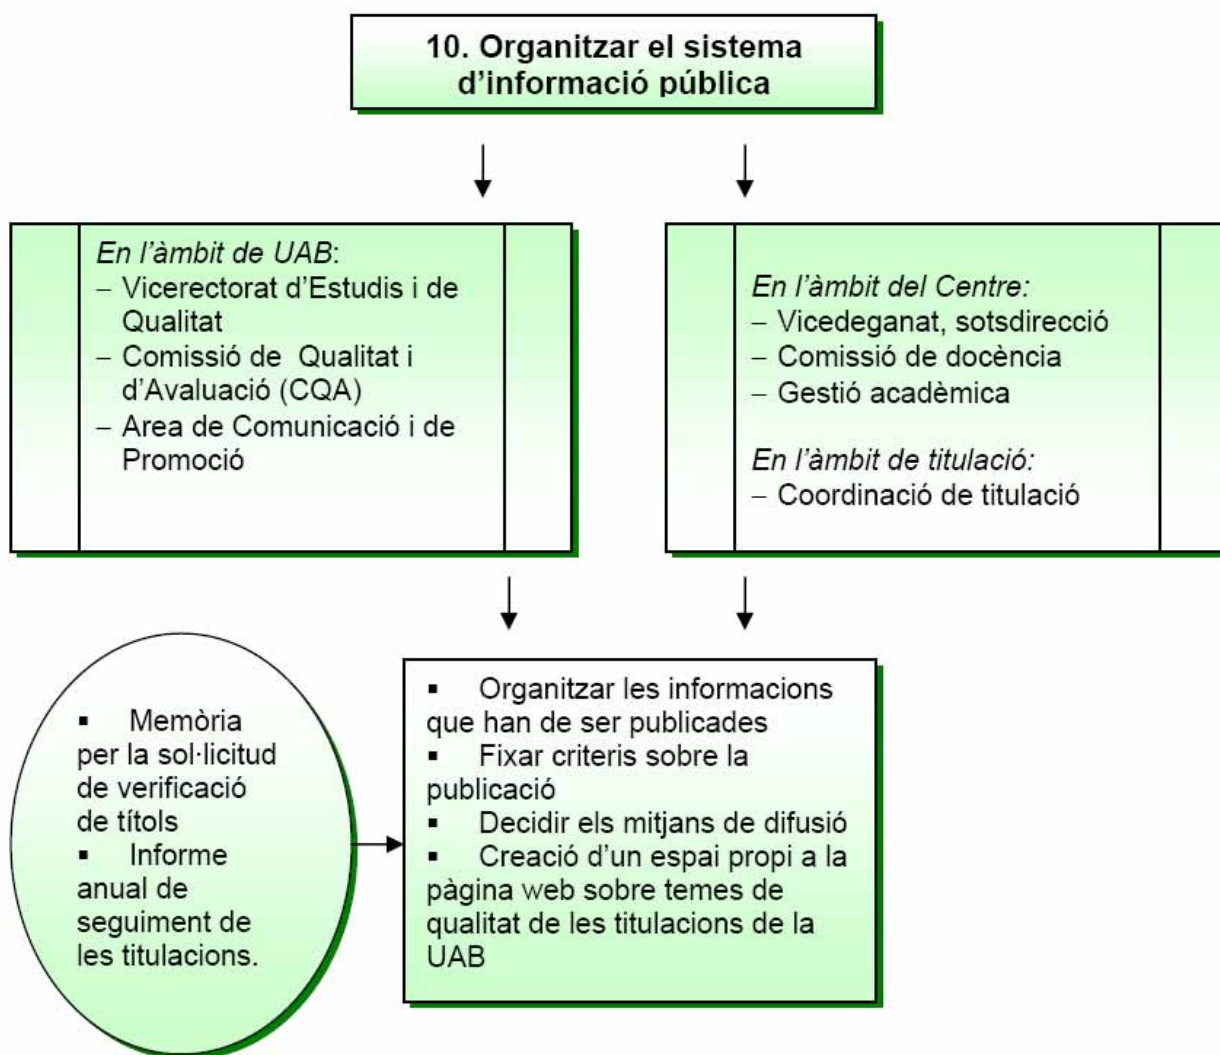 10. Organitzar el sistema
d'informació pública
En l'àmbit de UAB:
– Vicerectorat d'Estudis i de
Qualitat
– Comissió de Qualitat i
d'Avaluació (CQA)
– Area de Comunicació i de
Promoció
En l'àmbit del Centre:
– Vicedeganat, sotsdirecció
– Comissió de docència
– Gestió acadèmica
En l'àmbit de titulació:
– Coordinació de titulació
▪ Memòria
per la sol·licitud
de verificació
de títols
▪ Informe
anual de
seguiment de
les titulacions.
▪ Organitzar les informacions
que han de ser publicades
▪ Fixar criteris sobre la
publicació
▪ Decidir els mitjans de difusió
▪ Creació d'un espai propi a la
pàgina web sobre temes de
qualitat de les titulacions de la
UAB